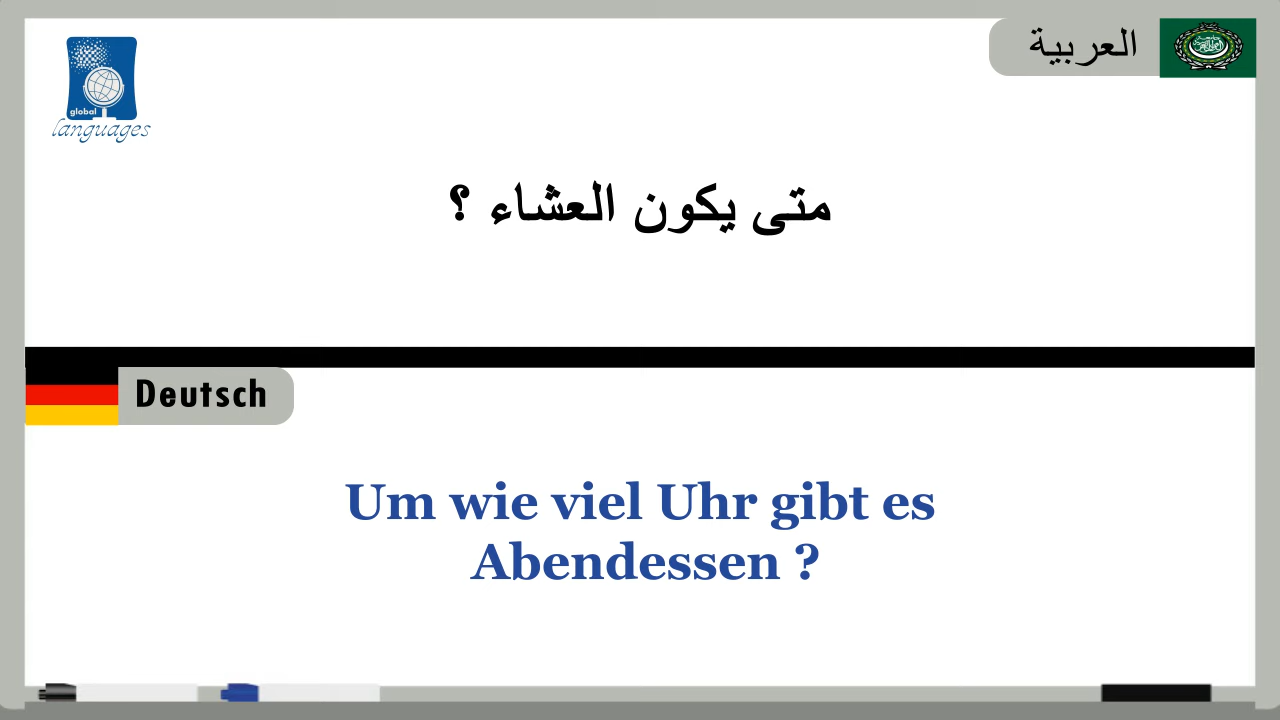 العربية
global
languages
متى يكون العشاء ؟
Deutsch
Um wie viel Uhr gibt es
Abendessen ?